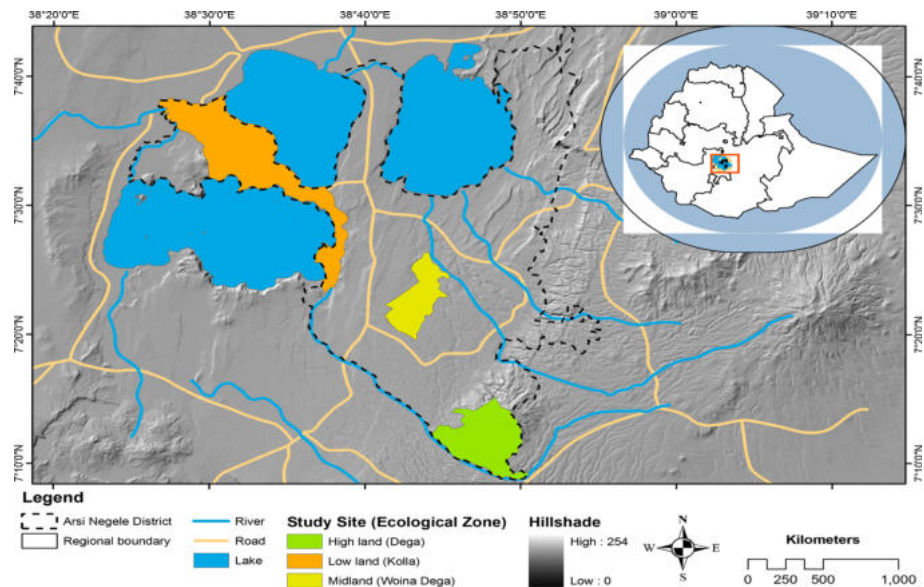 38°20'0"E 38°30'0"E 38°40'0"E 38°50'0"E 39°0'0"E 39°10'0"E
7°40'0"N 7°40'0"N
7°30'0"N 7°30'0"N
7°20'0"N 7°20'0"N
7°10'0"N 7°10'0"N
Legend
Arsi Negele District
Regional boundary
River
Road
Lake
Study Site (Ecological Zone)
High land (Dega)
Low land (Kolla)
Midland (Woina Dega)
Hillshade
High : 254
Low : 0
N
W E
S
Kilometers
0 250 500 1,000